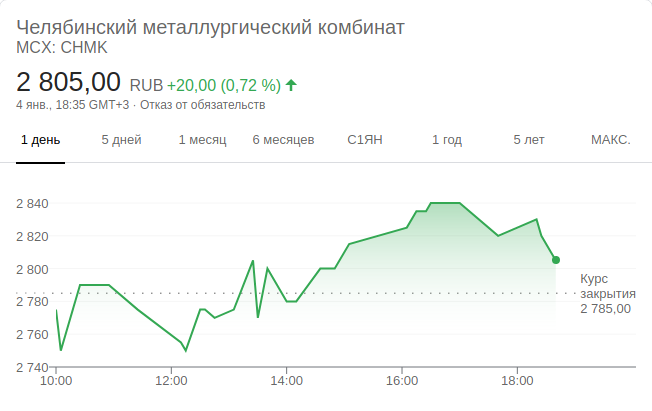 Челябинский металлургический комбинат
MCX: CHMK
2 805,00 RUB +20,00 (0,72 %)
4 янв., 18:35 GMT+3 · Отказ от обязательств
1 день 5 дней 1 месяц 6 месяцев С1ЯН 1 год 5 лет МАКС.
2 840
2 820
2 800
2 780
2 760
2 740
Курс
закрытия
2 785,00
10:00 12:00 14:00 16:00 18:00